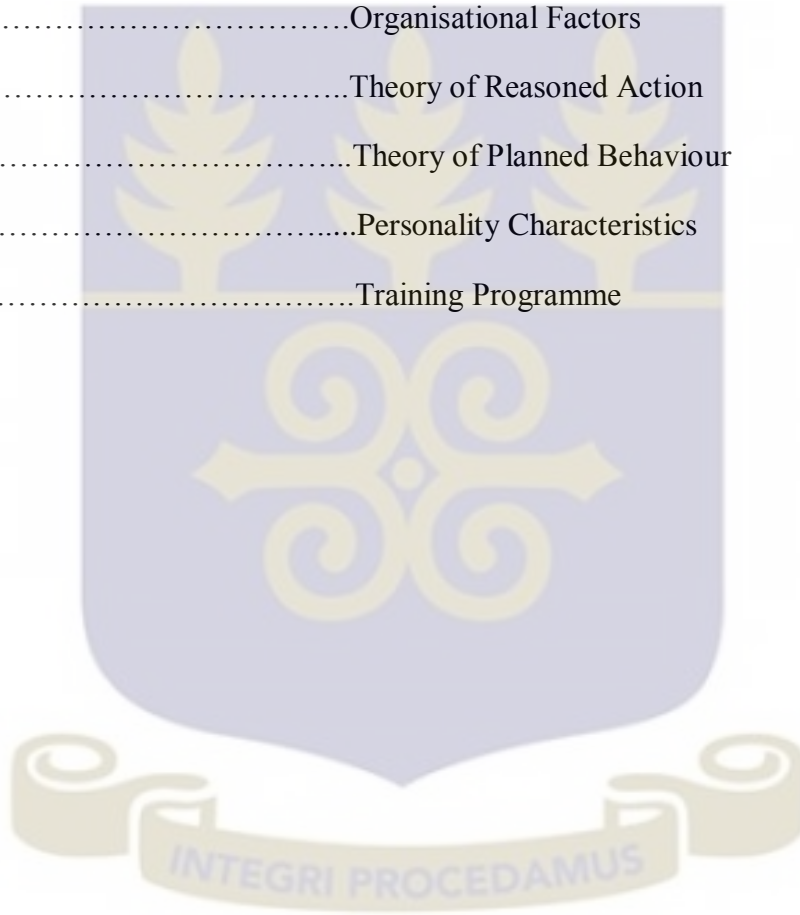 ……………………………….Organisational Factors
……………………………..Theory of Reasoned Action
……………………………...Theory of Planned Behaviour
…………………………….....Personality Characteristics
……………………………….Training Programme
INTEGRI PROCEDAMUS